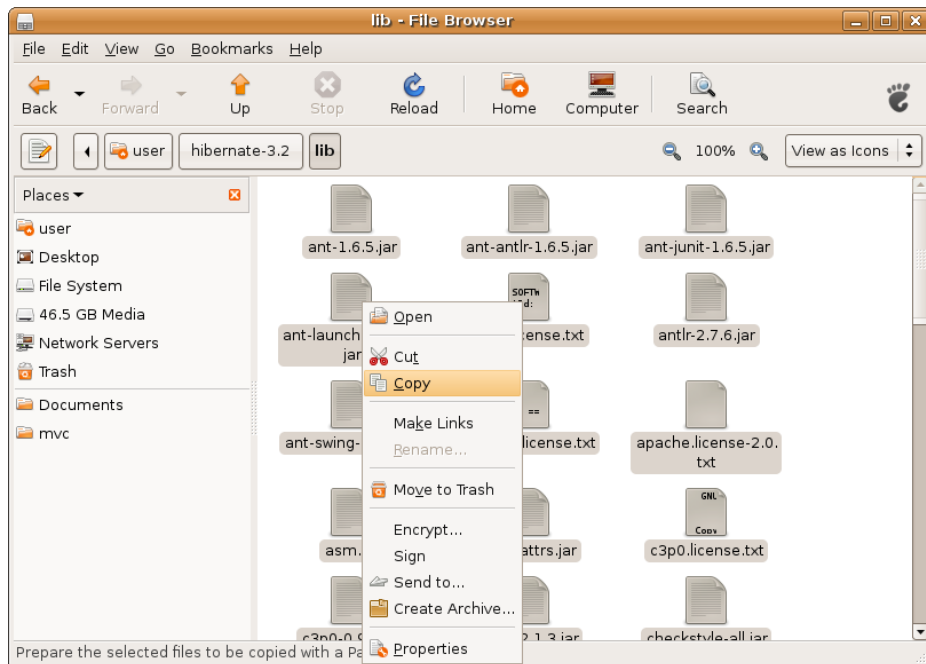 lib - File Browser
File Edit View Go Bookmarks Help
Back Forward Up Stop Reload Home Computer Search
user hibernate-3.2 lib 100% View as Icons
Places
user
Desktop
File System
46.5 GB Media
Network Servers
Trash
Documents
mvc
ant-1.6.5.jar ant-antlr-1.6.5.jar ant-junit-1.6.5.jar
SOFTW
ant-launch
jar
cense.txt antlr-2.7.6.jar
==
ant-swing- license.txt apache.license-2.0.
txt
GNL
Copy
asm. attrs.jar c3p0.license.txt
checkstyle-all.jar
Open
Cut
Copy
Make Links
Rename...
Move to Trash
Encrypt...
Sign
Send to...
Create Archive...
Properties
Prepare the selected files to be copied with a Pa